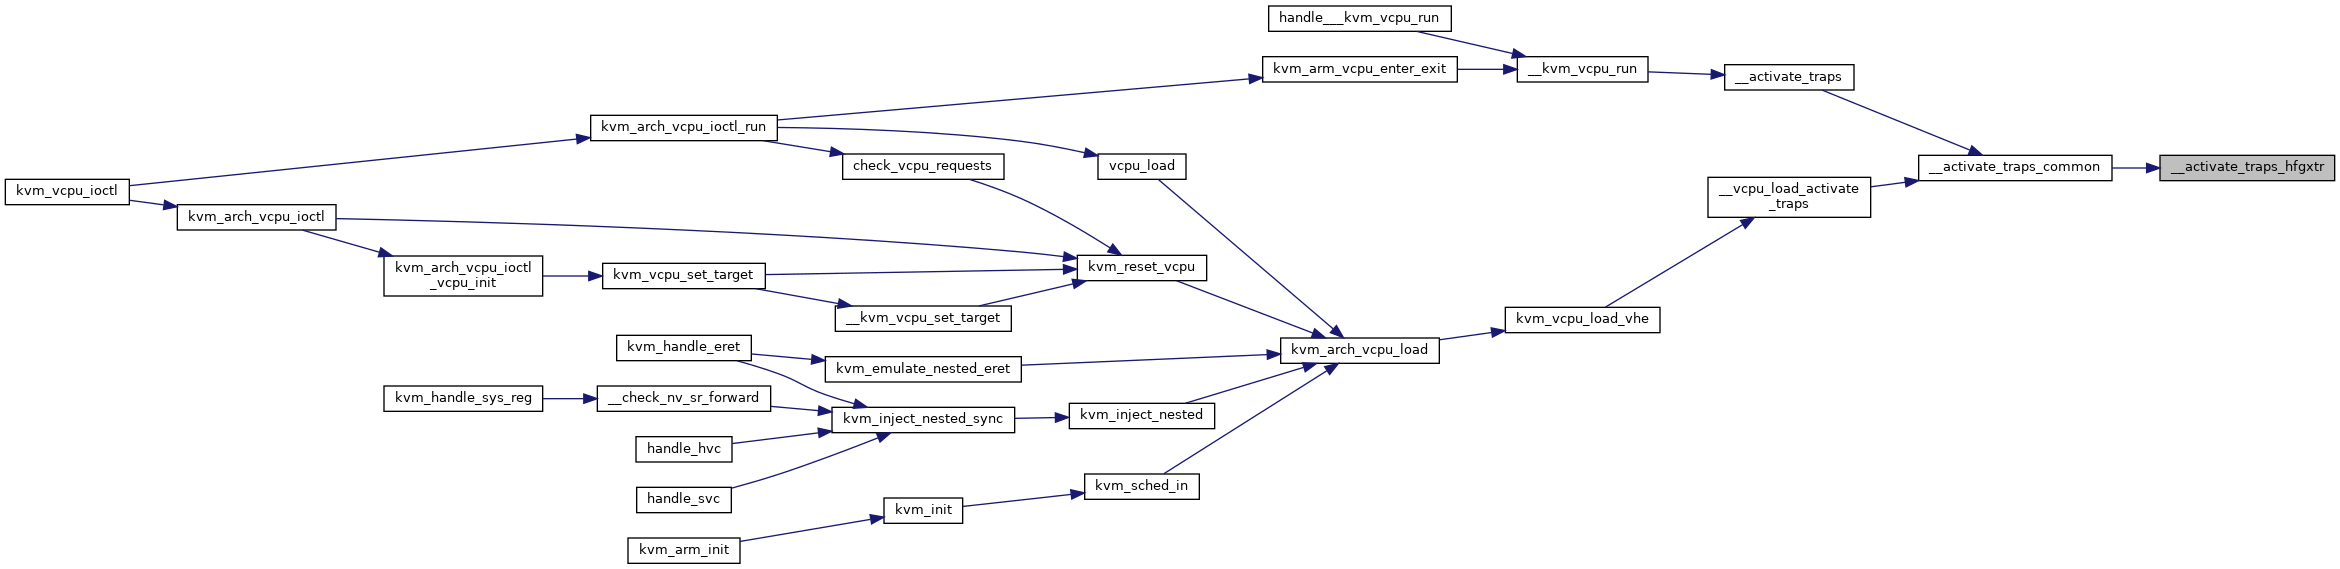 handle___kvm_vcpu_run
kvm_arm_vcpu_enter_exit
__kvm_vcpu_run
__activate_traps
kvm_arch_vcpu_ioctl_run
check_vcpu_requests
vcpu_load
__activate_traps_common
__activate_traps_hfgxtr
kvm_vcpu_ioctl
__vcpu_load_activate
_traps
kvm_arch_vcpu_ioctl
kvm_arch_vcpu_ioctl
_vcpu_init
kvm_vcpu_set_target
kvm_reset_vcpu
__kvm_vcpu_set_target
kvm_vcpu_load_vhe
kvm_handle_eret
kvm_arch_vcpu_load
kvm_emulate_nested_eret
kvm_handle_sys_reg
__check_nv_sr_forward
kvm_inject_nested_sync
kvm_inject_nested
handle_hvc
handle_svc
kvm_sched_in
kvm_init
kvm_arm_init